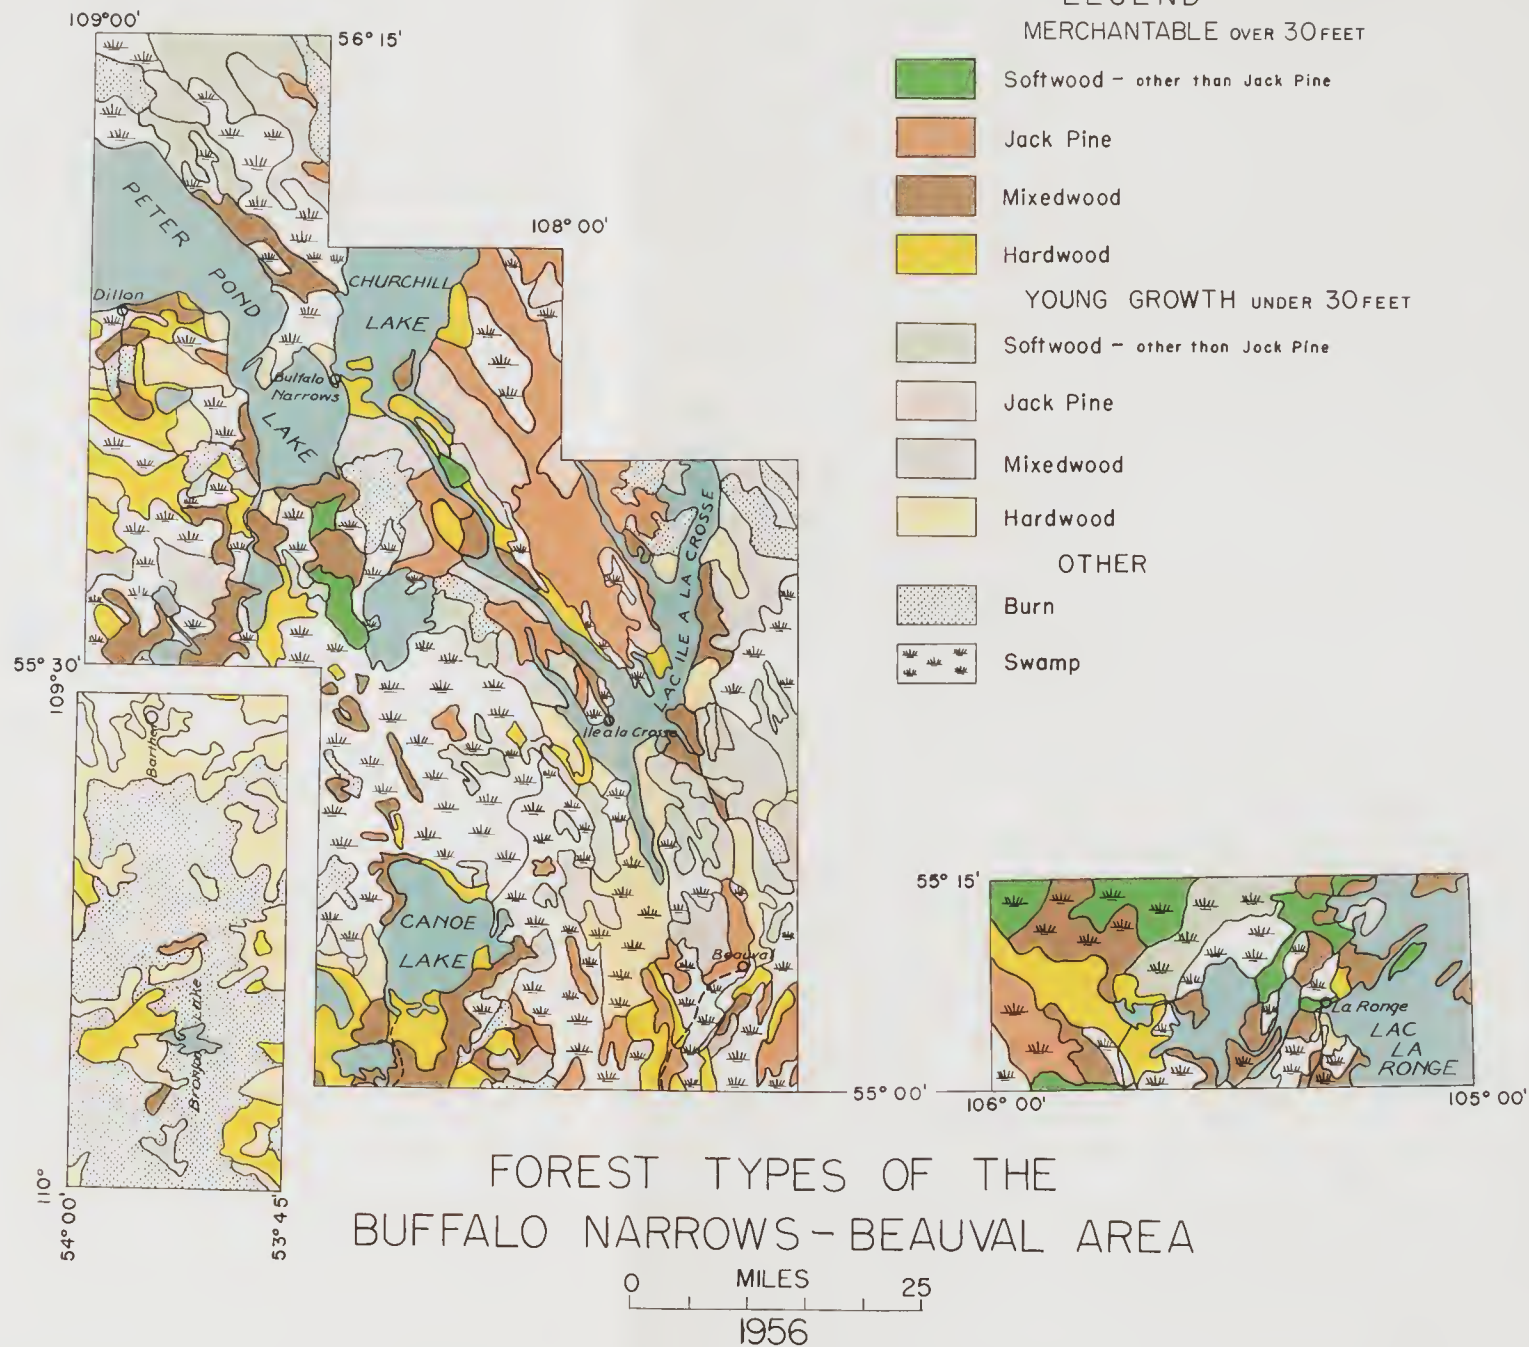 LEGEND
MERCHANTABLE OVER 30 FEET
Softwood - other than Jack Pine
Jack Pine
Mixedwood
Hardwood
YOUNG GROWTH UNDER 30 FEET
Softwood - other than Jack Pine
Jack Pine
Mixedwood
Hardwood
OTHER
Burn
Swamp
109° 00'
56° 15'
108° 00'
PETER
POND
LAKE
Dillon
CHURCHILL
LAKE
Buffalo
Narrows
LAC ILE A LA CROSSE
Ile a la Crosse
55° 30'
109° 00'
Barthel
CANOE
LAKE
Beauval
110°
54° 00'
53° 45'
55° 00'
55° 15'
La Ronge
LAC
LA
RONGE
106° 00'
105° 00'
FOREST TYPES OF THE
BUFFALO NARROWS - BEAUVAL AREA
0 MILES 25
1956